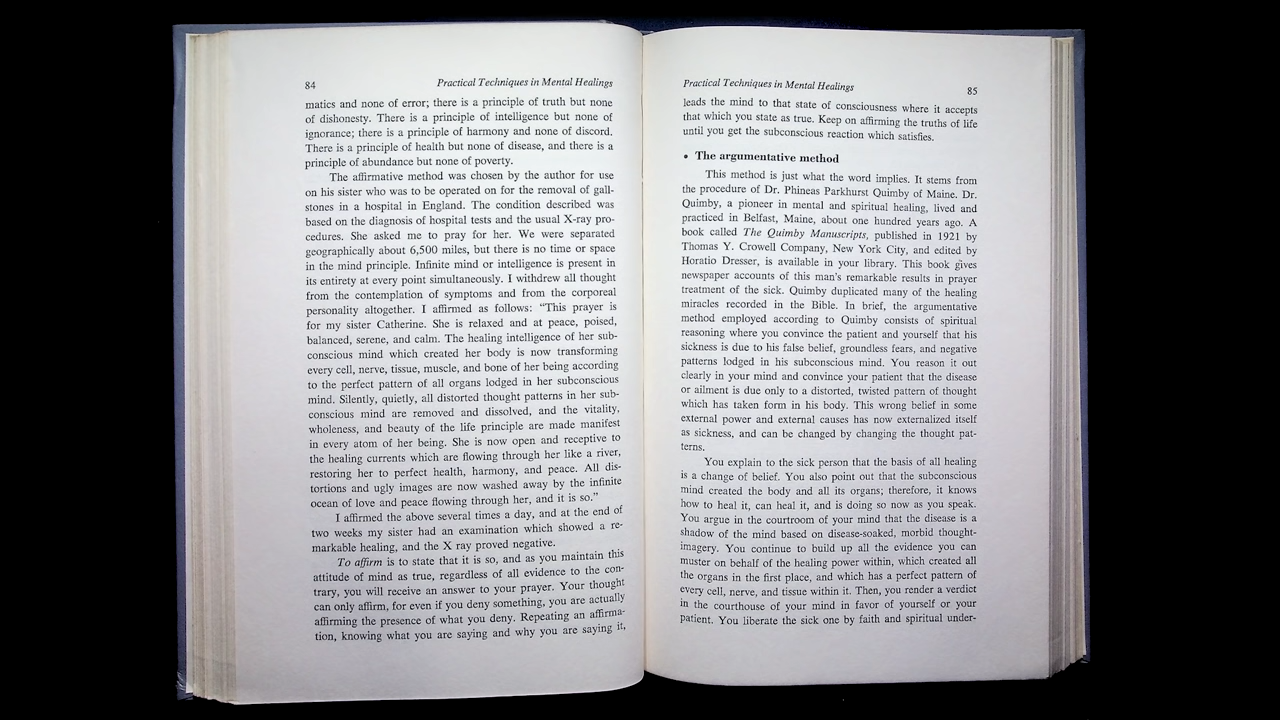 84 Practical Techniques in Mental Healings
matics and none of error; there is a principle of truth but none
of dishonesty. There is a principle of intelligence but none of
ignorance; there is a principle of harmony and none of discord.
There is a principle of health but none of disease, and there is a
principle of abundance but none of poverty.
The affirmative method was chosen by the author for use
on his sister who was to be operated on for the removal of gall-
stones in a hospital in England. The condition described was
based on the diagnosis of hospital tests and the usual X-ray pro-
cedures. She asked me to pray for her. We were separated
geographically about 6,500 miles, but there is no time or space
in the mind principle. Infinite mind or intelligence is present in
its entirety at every point simultaneously. I withdrew all thought
from the contemplation of symptoms and from the corporeal
personality altogether. I affirmed as follows: “This prayer is
for my sister Catherine. She is relaxed and at peace, poised,
balanced, serene, and calm. The healing intelligence of her sub-
conscious mind which created her body is now transforming
every cell, nerve, tissue, muscle, and bone of her being according
to the perfect pattern of all organs lodged in her subconscious
mind. Silently, quietly, all distorted thought patterns in her sub-
conscious mind are removed and dissolved, and the vitality,
wholeness, and beauty of the life principle are made manifest
in every atom of her being. She is now open and receptive to
the healing currents which are flowing through her like a river,
restoring her to perfect health, harmony, and peace. All dis-
tortions and ugly images are now washed away by the infinite
ocean of love and peace flowing through her, and it is so.”
I affirmed the above several times a day, and at the end of
two weeks my sister had an examination which showed a re-
markable healing, and the X ray proved negative.
To affirm is to state that it is so, and as you maintain this
attitude of mind as true, regardless of all evidence to the con-
trary, you will receive an answer to your prayer. Your thought
can only affirm, for even if you deny something, you are actually
affirming the presence of what you deny. Repeating an affirma-
tion, knowing what you are saying and why you are saying it,
Practical Techniques in Mental Healings 85
leads the mind to that state of consciousness where it accepts
that which you state as true. Keep on affirming the truths of life
until you get the subconscious reaction which satisfies.
• The argumentative method
This method is just what the word implies. It stems from
the procedure of Dr. Phineas Parkhurst Quimby of Maine. Dr.
Quimby, a pioneer in mental and spiritual healing, lived and
practiced in Belfast, Maine, about one hundred years ago. A
book called The Quimby Manuscripts, published in 1921 by
Thomas Y. Crowell Company, New York City, and edited by
Horatio Dresser, is available in your library. This book gives
newspaper accounts of this man’s remarkable results in prayer
treatment of the sick. Quimby duplicated many of the healing
miracles recorded in the Bible. In brief, the argumentative
method employed according to Quimby consists of spiritual
reasoning where you convince the patient and yourself that his
sickness is due to his false belief, groundless fears, and negative
patterns lodged in his subconscious mind. You reason it out
clearly in your mind and convince your patient that the disease
or ailment is due only to a distorted, twisted pattern of thought
which has taken form in his body. This wrong belief in some
external power and external causes has now externalized itself
as sickness, and can be changed by changing the thought pat-
terns.
You explain to the sick person that the basis of all healing
is a change of belief. You also point out that the subconscious
mind created the body and all its organs; therefore, it knows
how to heal it, can heal it, and is doing so now as you speak.
You argue in the courtroom of your mind that the disease is a
shadow of the mind based on disease-soaked, morbid thought-
imagery. You continue to build up all the evidence you can
muster on behalf of the healing power within, which created all
the organs in the first place, and which has a perfect pattern of
every cell, nerve, and tissue within it. Then, you render a verdict
in the courthouse of your mind in favor of yourself or your
patient. You liberate the sick one by faith and spiritual under-